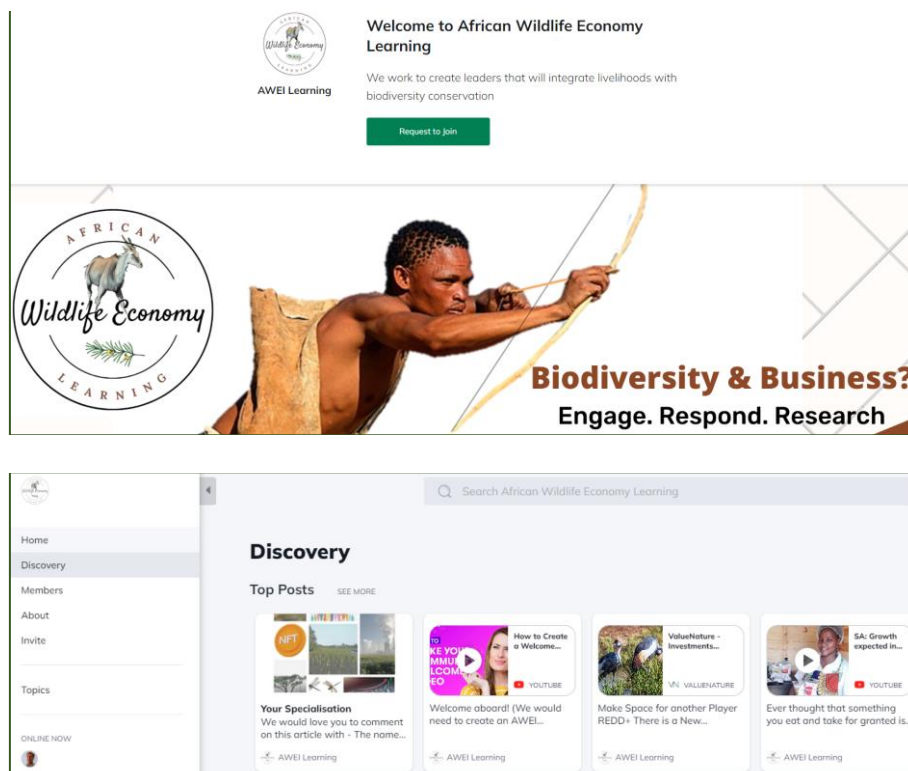 AFRICAN
Wildlife Economy
LEARNING
AWEI Learning
Welcome to African Wildlife Economy
Learning
We work to create leaders that will integrate livelihoods with
biodiversity conservation
Request to Join
AFRICAN
Wildlife Economy
LEARNING
Biodiversity & Business?
Engage. Respond. Research
Search African Wildlife Economy Learning
Home
Discovery
Members
About
Invite
Topics
ONLINE NOW
Discovery
Top Posts SEE MORE
NFT
Your Specialisation
We would love you to comment
on this article with - The name...
AWEI Learning
How to Create
a Welcome...
YOUTUBE
Welcome aboard! (We would
need to create an AWEI...
AWEI Learning
ValueNature -
Investments...
VN VALUENATURE
Make Space for another Player
REDD+ There is a New...
AWEI Learning
SA: Growth
expected in...
YOUTUBE
Ever thought that something
you eat and take for granted is.
AWEI Learning